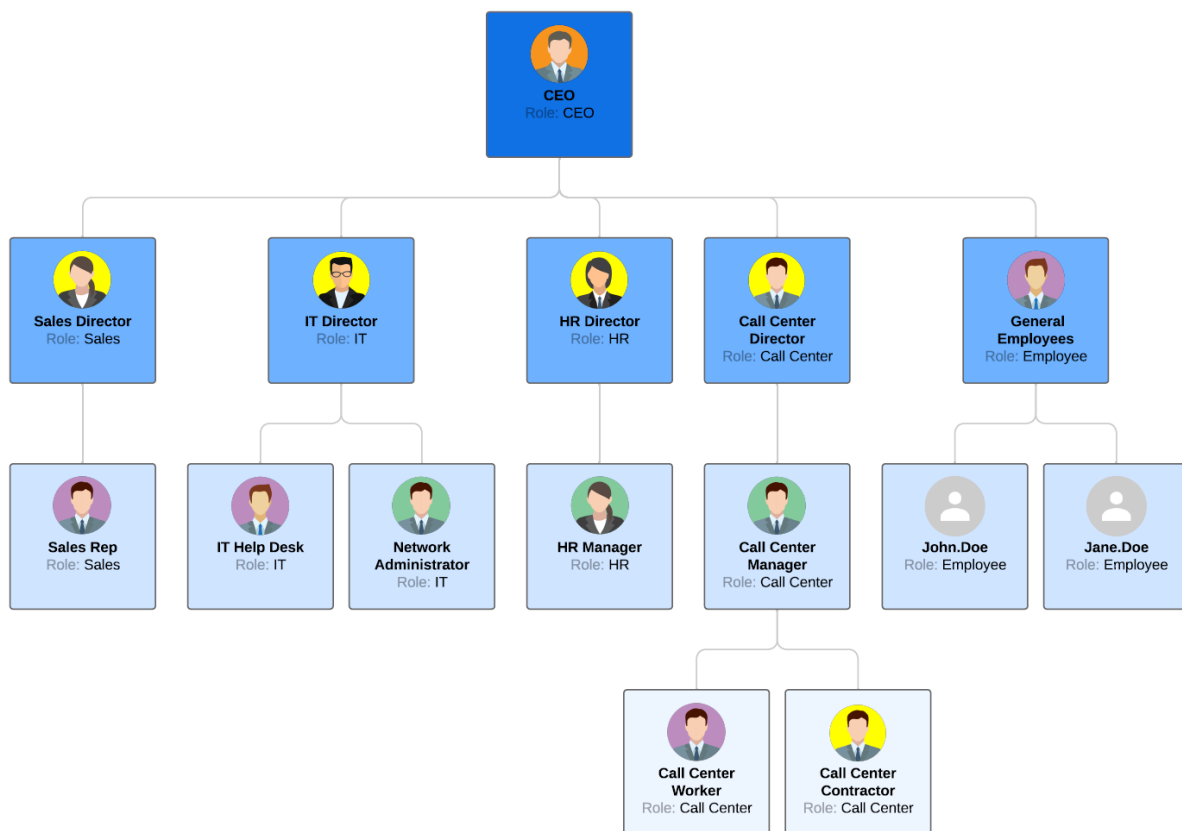 CEO
Role: CEO
Sales Director
Role: Sales
IT Director
Role: IT
HR Director
Role: HR
Call Center
Director
Role: Call Center
General
Employees
Role: Employee
Sales Rep
Role: Sales
IT Help Desk
Role: IT
Network
Administrator
Role: IT
HR Manager
Role: HR
Call Center
Manager
Role: Call Center
John.Doe
Role: Employee
Jane.Doe
Role: Employee
Call Center
Worker
Role: Call Center
Call Center
Contractor
Role: Call Center